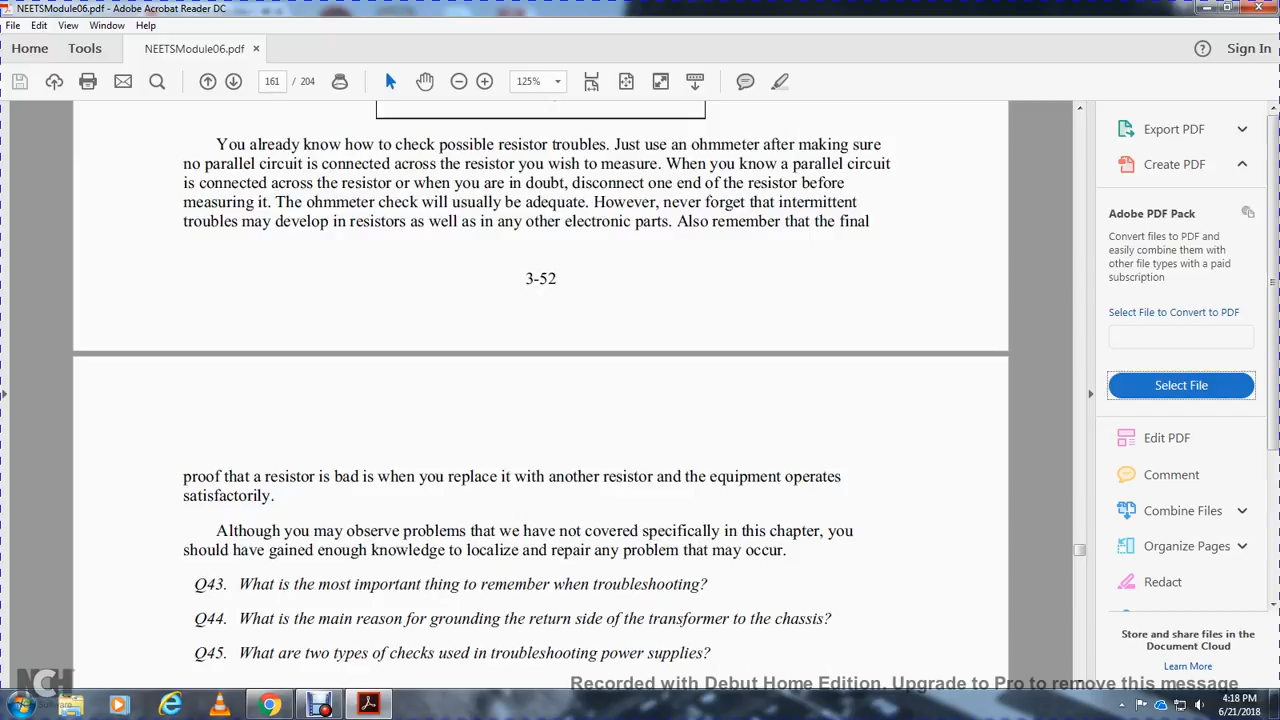 NEETSModule06.pdf - Adobe Acrobat Reader DC
File Edit View Window Help
Home Tools NEETSModule06.pdf × Sign In
161 / 204 125%
You already know how to check possible resistor troubles. Just use an ohmmeter after making sure
no parallel circuit is connected across the resistor you wish to measure. When you know a parallel circuit
is connected across the resistor or when you are in doubt, disconnect one end of the resistor before
measuring it. The ohmmeter check will usually be adequate. However, never forget that intermittent
troubles may develop in resistors as well as in any other electronic parts. Also remember that the final
3-52
proof that a resistor is bad is when you replace it with another resistor and the equipment operates
satisfactorily.
Although you may observe problems that we have not covered specifically in this chapter, you
should have gained enough knowledge to localize and repair any problem that may occur.
Q43. What is the most important thing to remember when troubleshooting?
Q44. What is the main reason for grounding the return side of the transformer to the chassis?
Q45. What are two types of checks used in troubleshooting power supplies?
Export PDF
Create PDF
Adobe PDF Pack
Convert files to PDF and
easily combine them with
other file types with a paid
subscription
Select File to Convert to PDF
Select File
Edit PDF
Comment
Combine Files
Organize Pages
Redact
Store and share files in the
Document Cloud
Learn More
NCH
Software
Recorded with Debut Home Edition. Upgrade to Pro to remove this message
4:18 PM
6/21/2018